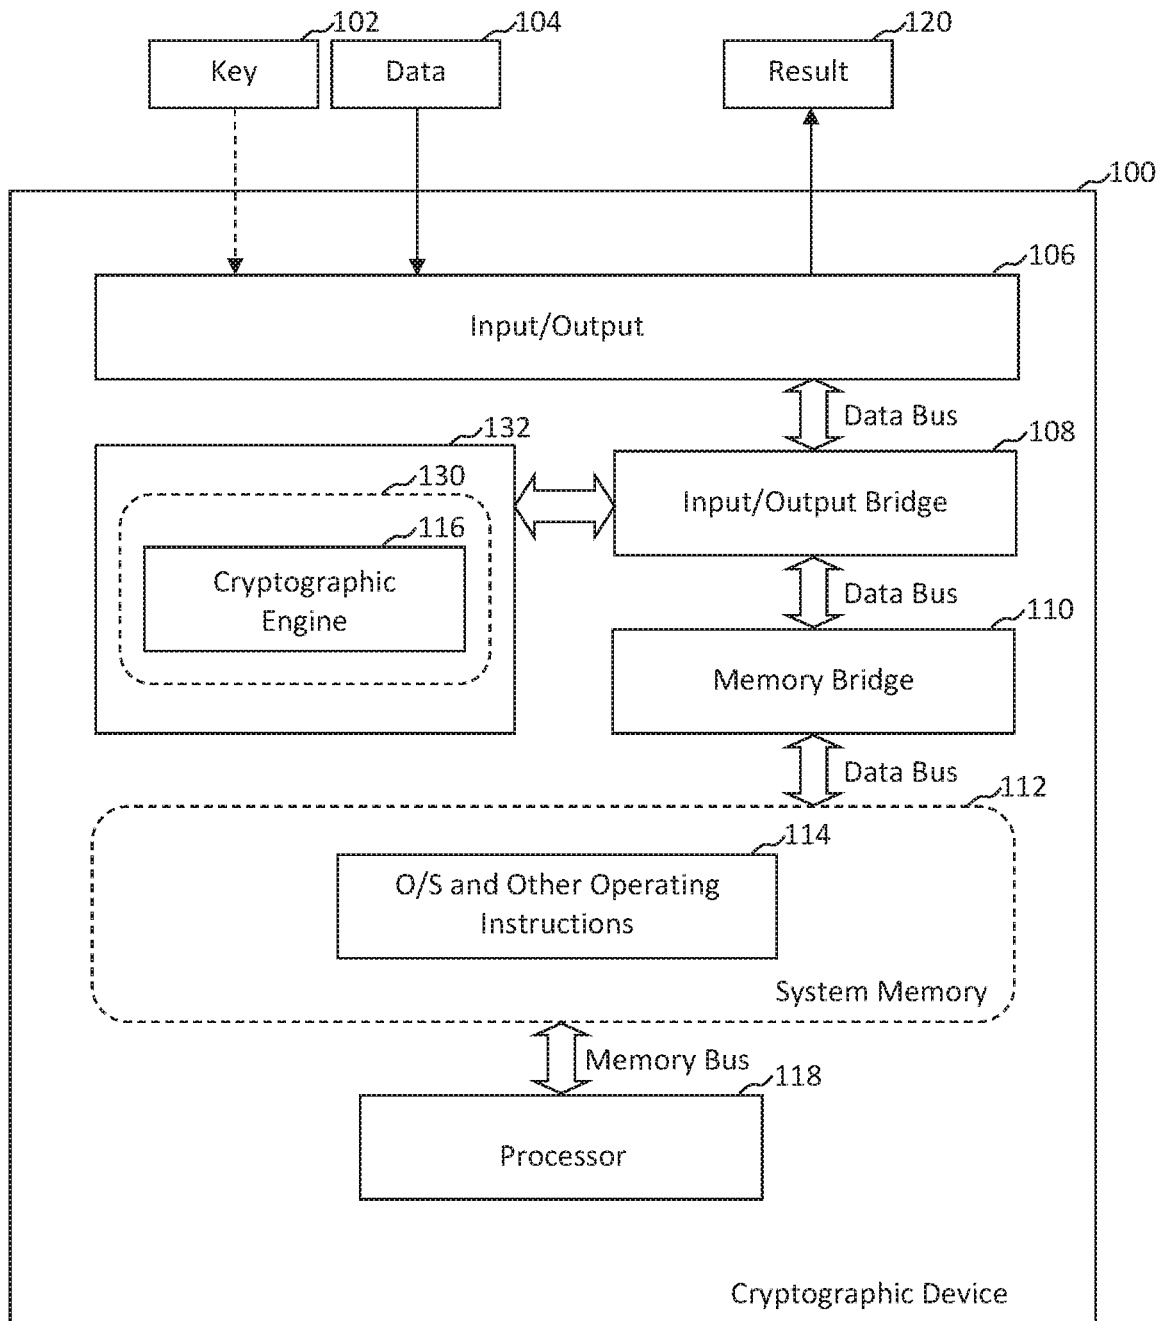 102
104
120
Key
Data
Result
100
106
Input/Output
Data Bus
132
108
130
Input/Output Bridge
116
Cryptographic
Engine
Data Bus
110
Memory Bridge
Data Bus
112
114
O/S and Other Operating
Instructions
System Memory
Memory Bus
118
Processor
Cryptographic Device